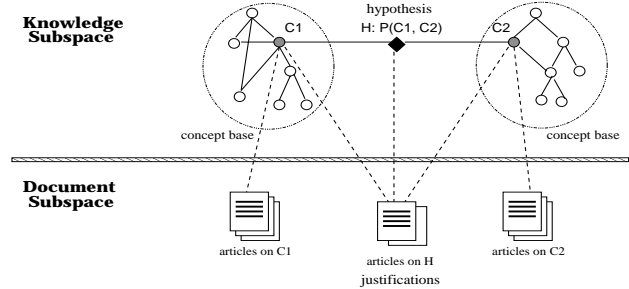 Knowledge
Subspace
hypothesis
H: P(C1, C2)
C1
C2
concept base
concept base
Document
Subspace
articles on C1
articles on H
articles on C2
justifications